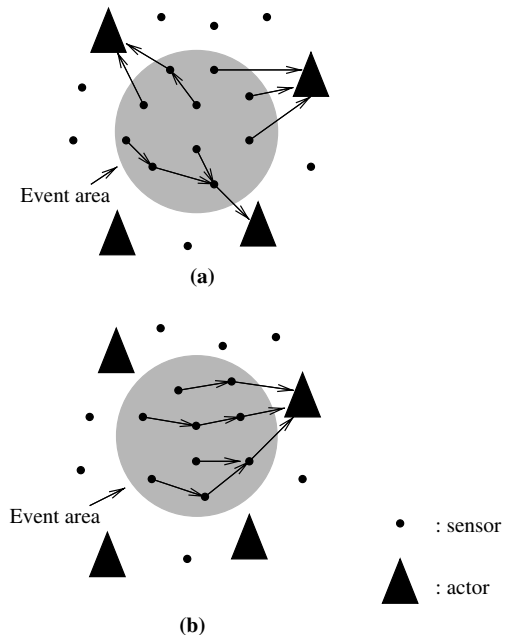 Event area
(a)
Event area
: sensor
: actor
(b)